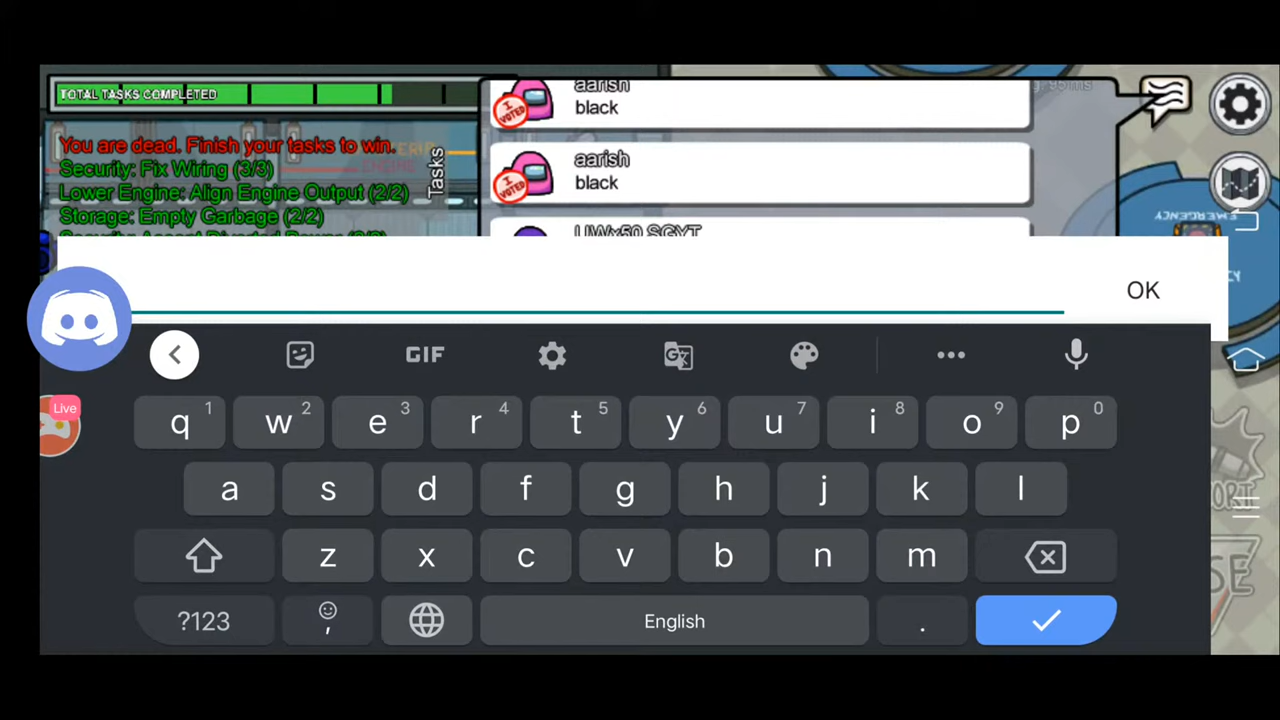 TOTAL TASKS COMPLETED
You are dead. Finish your tasks to win.
Security: Fix Wiring (3/3)
Lower Engine: Align Engine Output (2/2)
Storage: Empty Garbage (2/2)
Tasks
aarish
black
aarish
black
EMERGENCY
OK
Live
GIF
q 1 w 2 e 3 r 4 t 5 y 6 u 7 i 8 o 9 p 0
a s d f g h j k l
z x c v b n m
?123 , English .